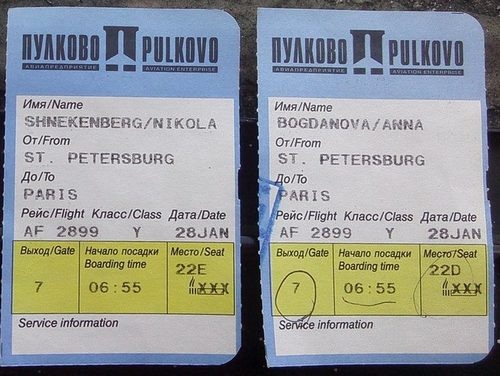 ПУЛКОВО PULKOVO
АВИАПРЕДПРИЯТИЕ AVIATION ENTERPRISE
Имя/Name
SHNEKENBERG/NIKOLA
От/From
ST. PETERSBURG
До/To
PARIS
Рейс/Flight Класс/Class Дата/Date
AF 2899 Y 28JAN
Выход/Gate Начало посадки Место/Seat
Boarding time
22E
7 06:55 XXX
Service information
ПУЛКОВО PULKOVO
АВИАПРЕДПРИЯТИЕ AVIATION ENTERPRISE
Имя/Name
BOGDANOVA/ANNA
От/From
ST. PETERSBURG
До/To
PARIS
Рейс/Flight Класс/Class Дата/Date
AF 2899 Y 28JAN
Выход/Gate Начало посадки Место/Seat
Boarding time
22D
7 06:55 XXX
Service information